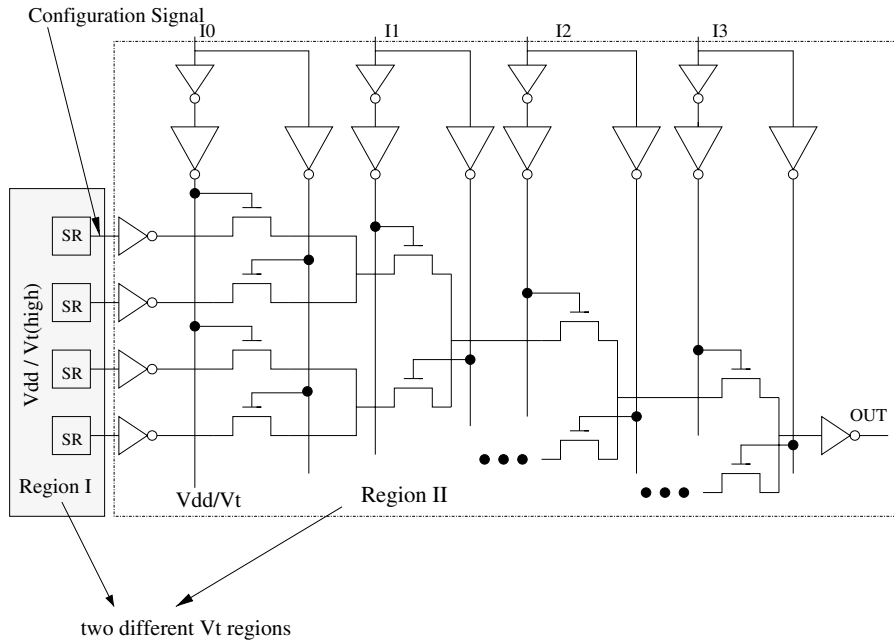 Configuration Signal
I0
I1
I2
I3
SR
SR
SR
SR
Vdd / Vt(high)
Region I
Vdd/Vt
Region II
OUT
two different Vt regions